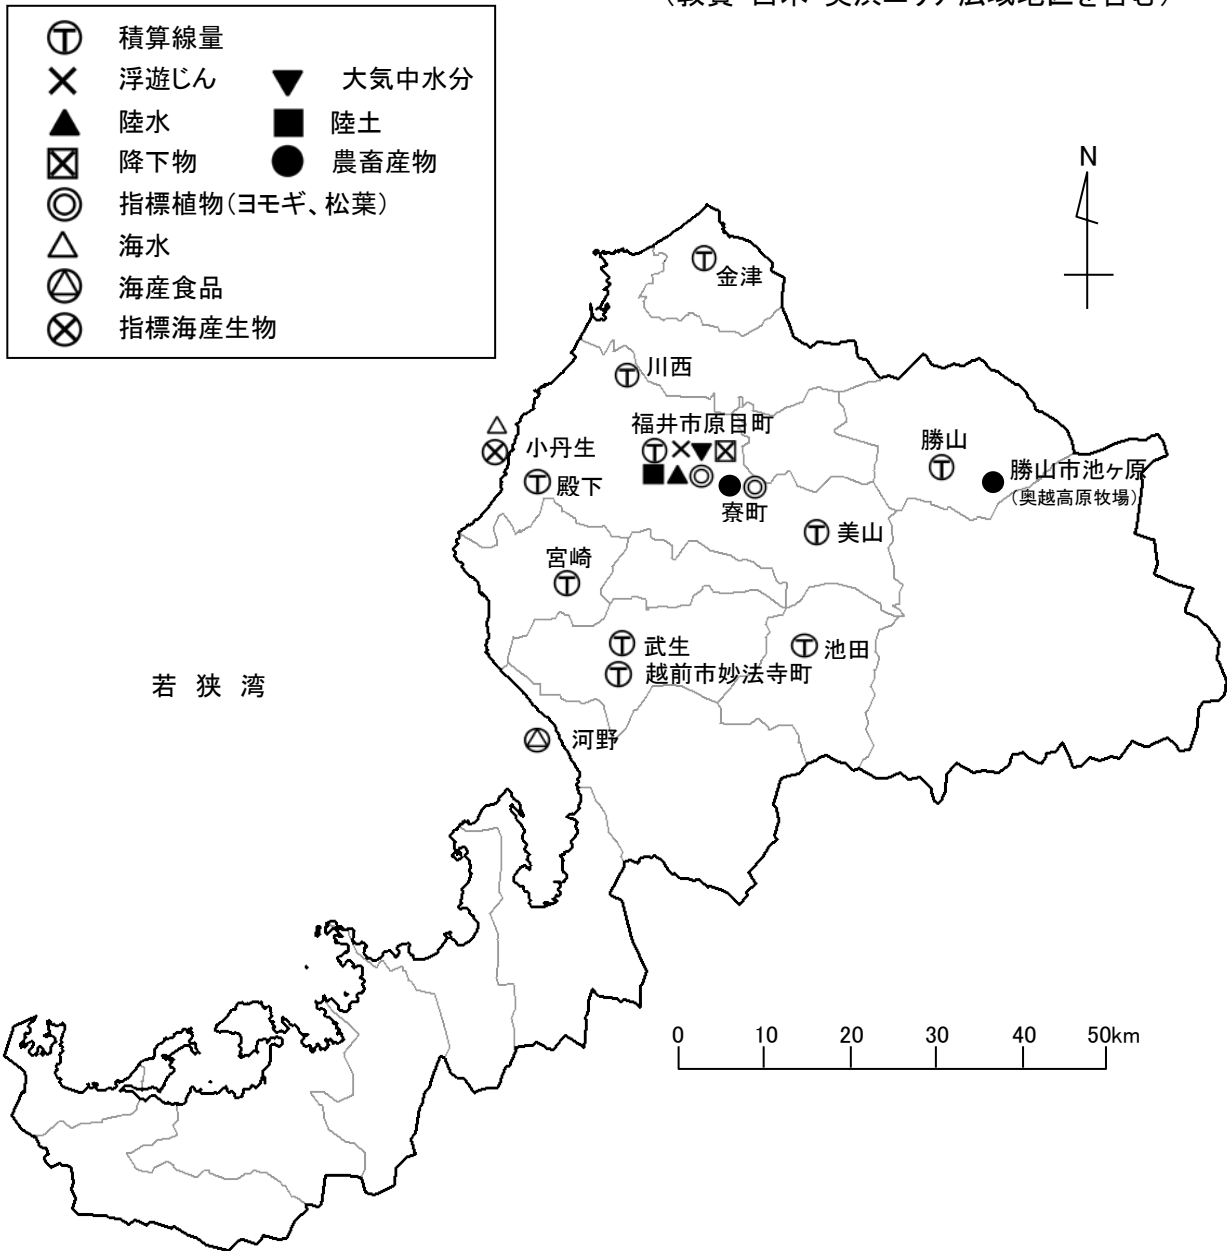 積算線量
浮遊じん 大気中水分
陸水 陸土
降下物 農畜産物
指標植物(ヨモギ、松葉)
海水
海産食品
指標海産生物
N
金津
川西
福井市原目町
小丹生
殿下
寮町
勝山
勝山市池ヶ原
(奥越高原牧場)
美山
宮崎
武生
越前市妙法寺町
池田
若狭湾
河野
0 10 20 30 40 50km